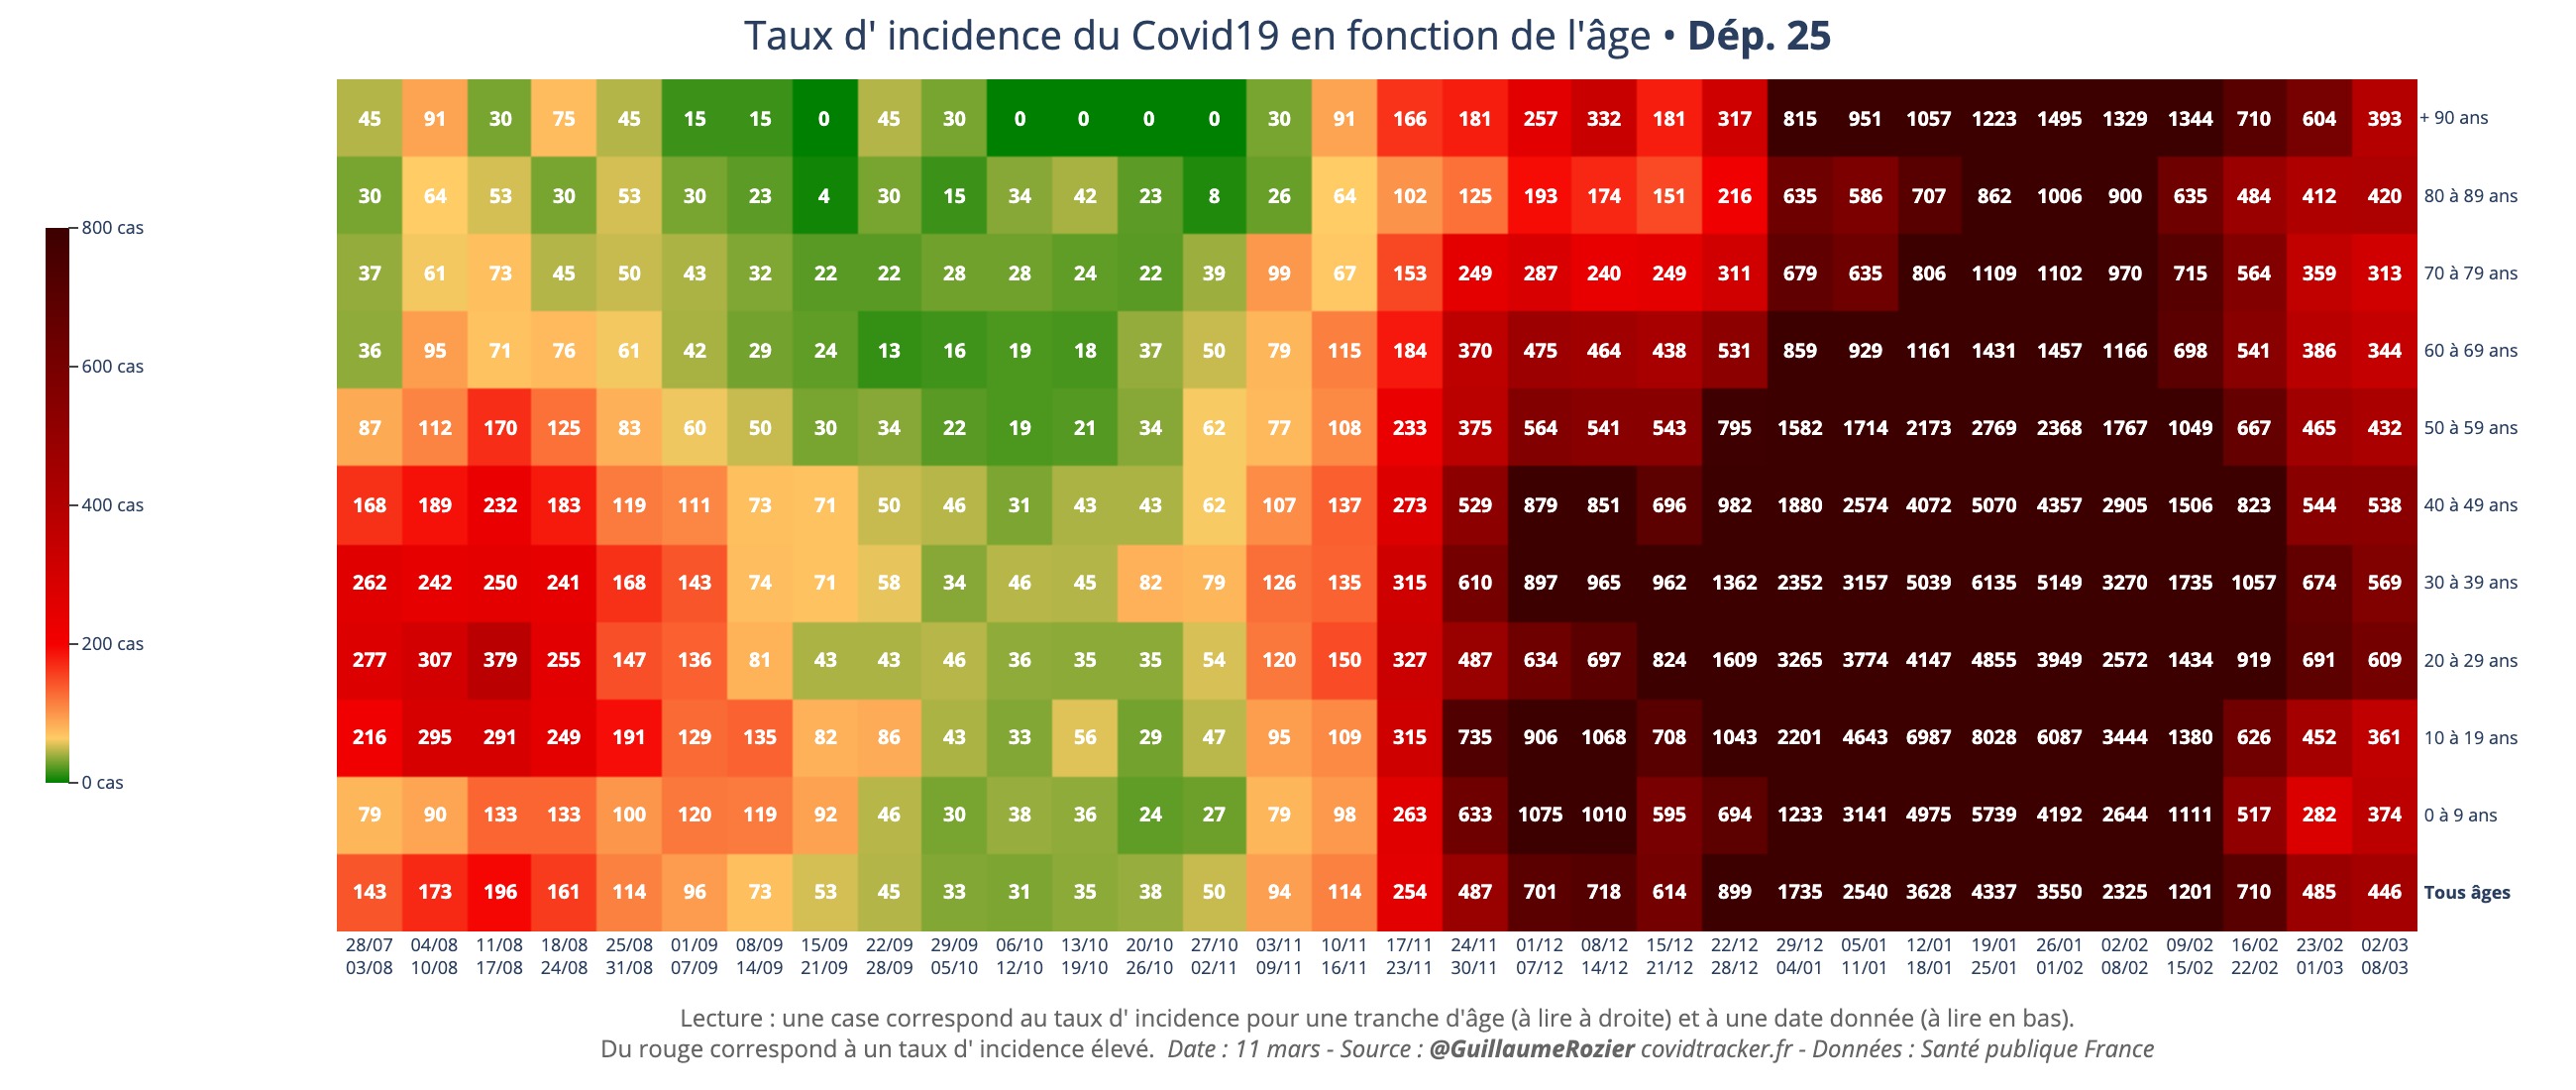 Taux d' incidence du Covid19 en fonction de l'âge • Dép. 25
800 cas
600 cas
400 cas
200 cas
0 cas
45 91 30 75 45 15 15 0 45 30 0 0 0 0 30 91 166 181 257 332 181 317 815 951 1057 1223 1495 1329 1344 710 604 393 + 90 ans
30 64 53 30 53 30 23 4 30 15 34 42 23 8 26 64 102 125 193 174 151 216 635 586 707 862 1006 900 635 484 412 420 80 à 89 ans
37 61 73 45 50 43 32 22 22 28 28 24 22 39 99 67 153 249 287 240 249 311 679 635 806 1109 1102 970 715 564 359 313 70 à 79 ans
36 95 71 76 61 42 29 24 13 16 19 18 37 50 79 115 184 370 475 464 438 531 859 929 1161 1431 1457 1166 698 541 386 344 60 à 69 ans
87 112 170 125 83 60 50 30 34 22 19 21 34 62 77 108 233 375 564 541 543 795 1582 1714 2173 2769 2368 1767 1049 667 465 432 50 à 59 ans
168 189 232 183 119 111 73 71 50 46 31 43 43 62 107 137 273 529 879 851 696 982 1880 2574 4072 5070 4357 2905 1506 823 544 538 40 à 49 ans
262 242 250 241 168 143 74 71 58 34 46 45 82 79 126 135 315 610 897 965 962 1362 2352 3157 5039 6135 5149 3270 1735 1057 674 569 30 à 39 ans
277 307 379 255 147 136 81 43 43 46 36 35 35 54 120 150 327 487 634 697 824 1609 3265 3774 4147 4855 3949 2572 1434 919 691 609 20 à 29 ans
216 295 291 249 191 129 135 82 86 43 33 56 29 47 95 109 315 735 906 1068 708 1043 2201 4643 6987 8028 6087 3444 1380 626 452 361 10 à 19 ans
79 90 133 133 100 120 119 92 46 30 38 36 24 27 79 98 263 633 1075 1010 595 694 1233 3141 4975 5739 4192 2644 1111 517 282 374 0 à 9 ans
143 173 196 161 114 96 73 53 45 33 31 35 38 50 94 114 254 487 701 718 614 899 1735 2540 3628 4337 3550 2325 1201 710 485 446 Tous âges
28/07 04/08 11/08 18/08 25/08 01/09 08/09 15/09 22/09 29/09 06/10 13/10 20/10 27/10 03/11 10/11 17/11 24/11 01/12 08/12 15/12 22/12 29/12 05/01 12/01 19/01 26/01 02/02 09/02 16/02 23/02 02/03
03/08 10/08 17/08 24/08 31/08 07/09 14/09 21/09 28/09 05/10 12/10 19/10 26/10 02/11 09/11 16/11 23/11 30/11 07/12 14/12 21/12 28/12 04/01 11/01 18/01 25/01 01/02 08/02 15/02 22/02 01/03 08/03
Lecture : une case correspond au taux d' incidence pour une tranche d'âge (à lire à droite) et à une date donnée (à lire en bas).
Du rouge correspond à un taux d' incidence élevé. Date : 11 mars - Source : @GuillaumeRozier covidtracker.fr - Données : Santé publique France